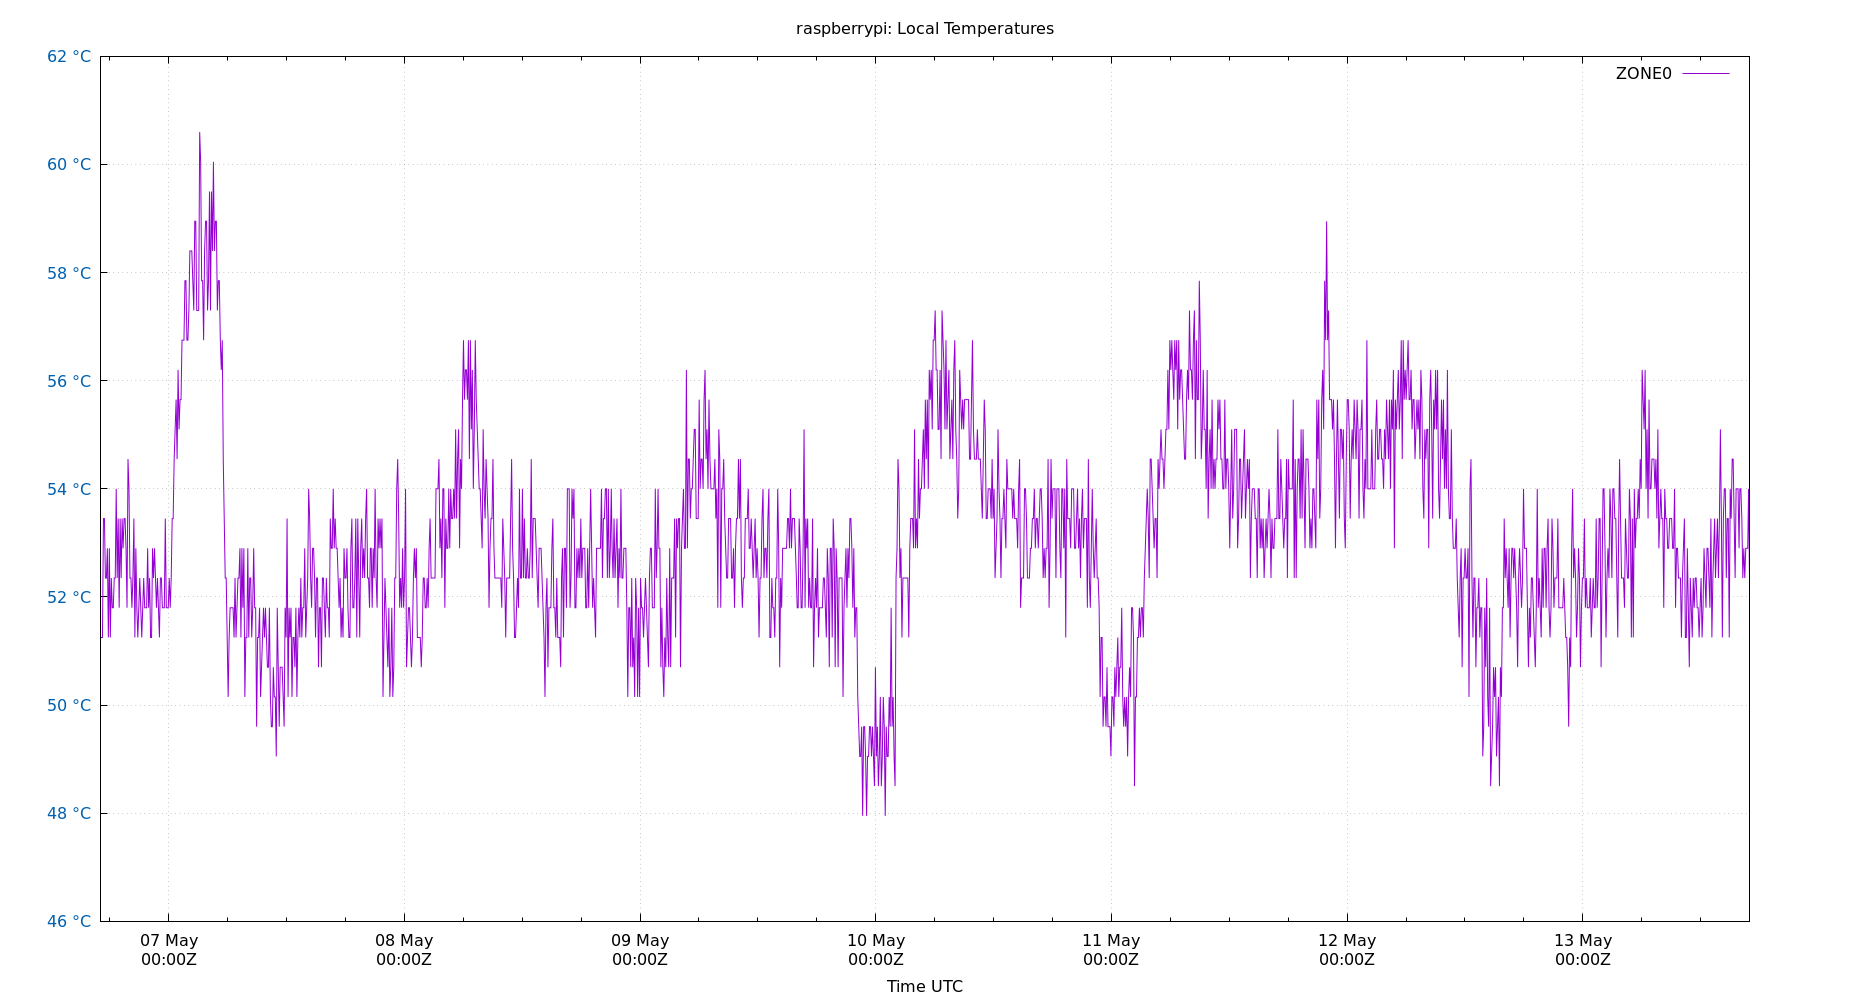 raspberrypi: Local Temperatures
62 °C
ZONE0
60 °C
58 °C
56 °C
54 °C
52 °C
50 °C
48 °C
46 °C
07 May 08 May 09 May 10 May 11 May 12 May 13 May
00:00Z 00:00Z 00:00Z 00:00Z 00:00Z 00:00Z 00:00Z
Time UTC